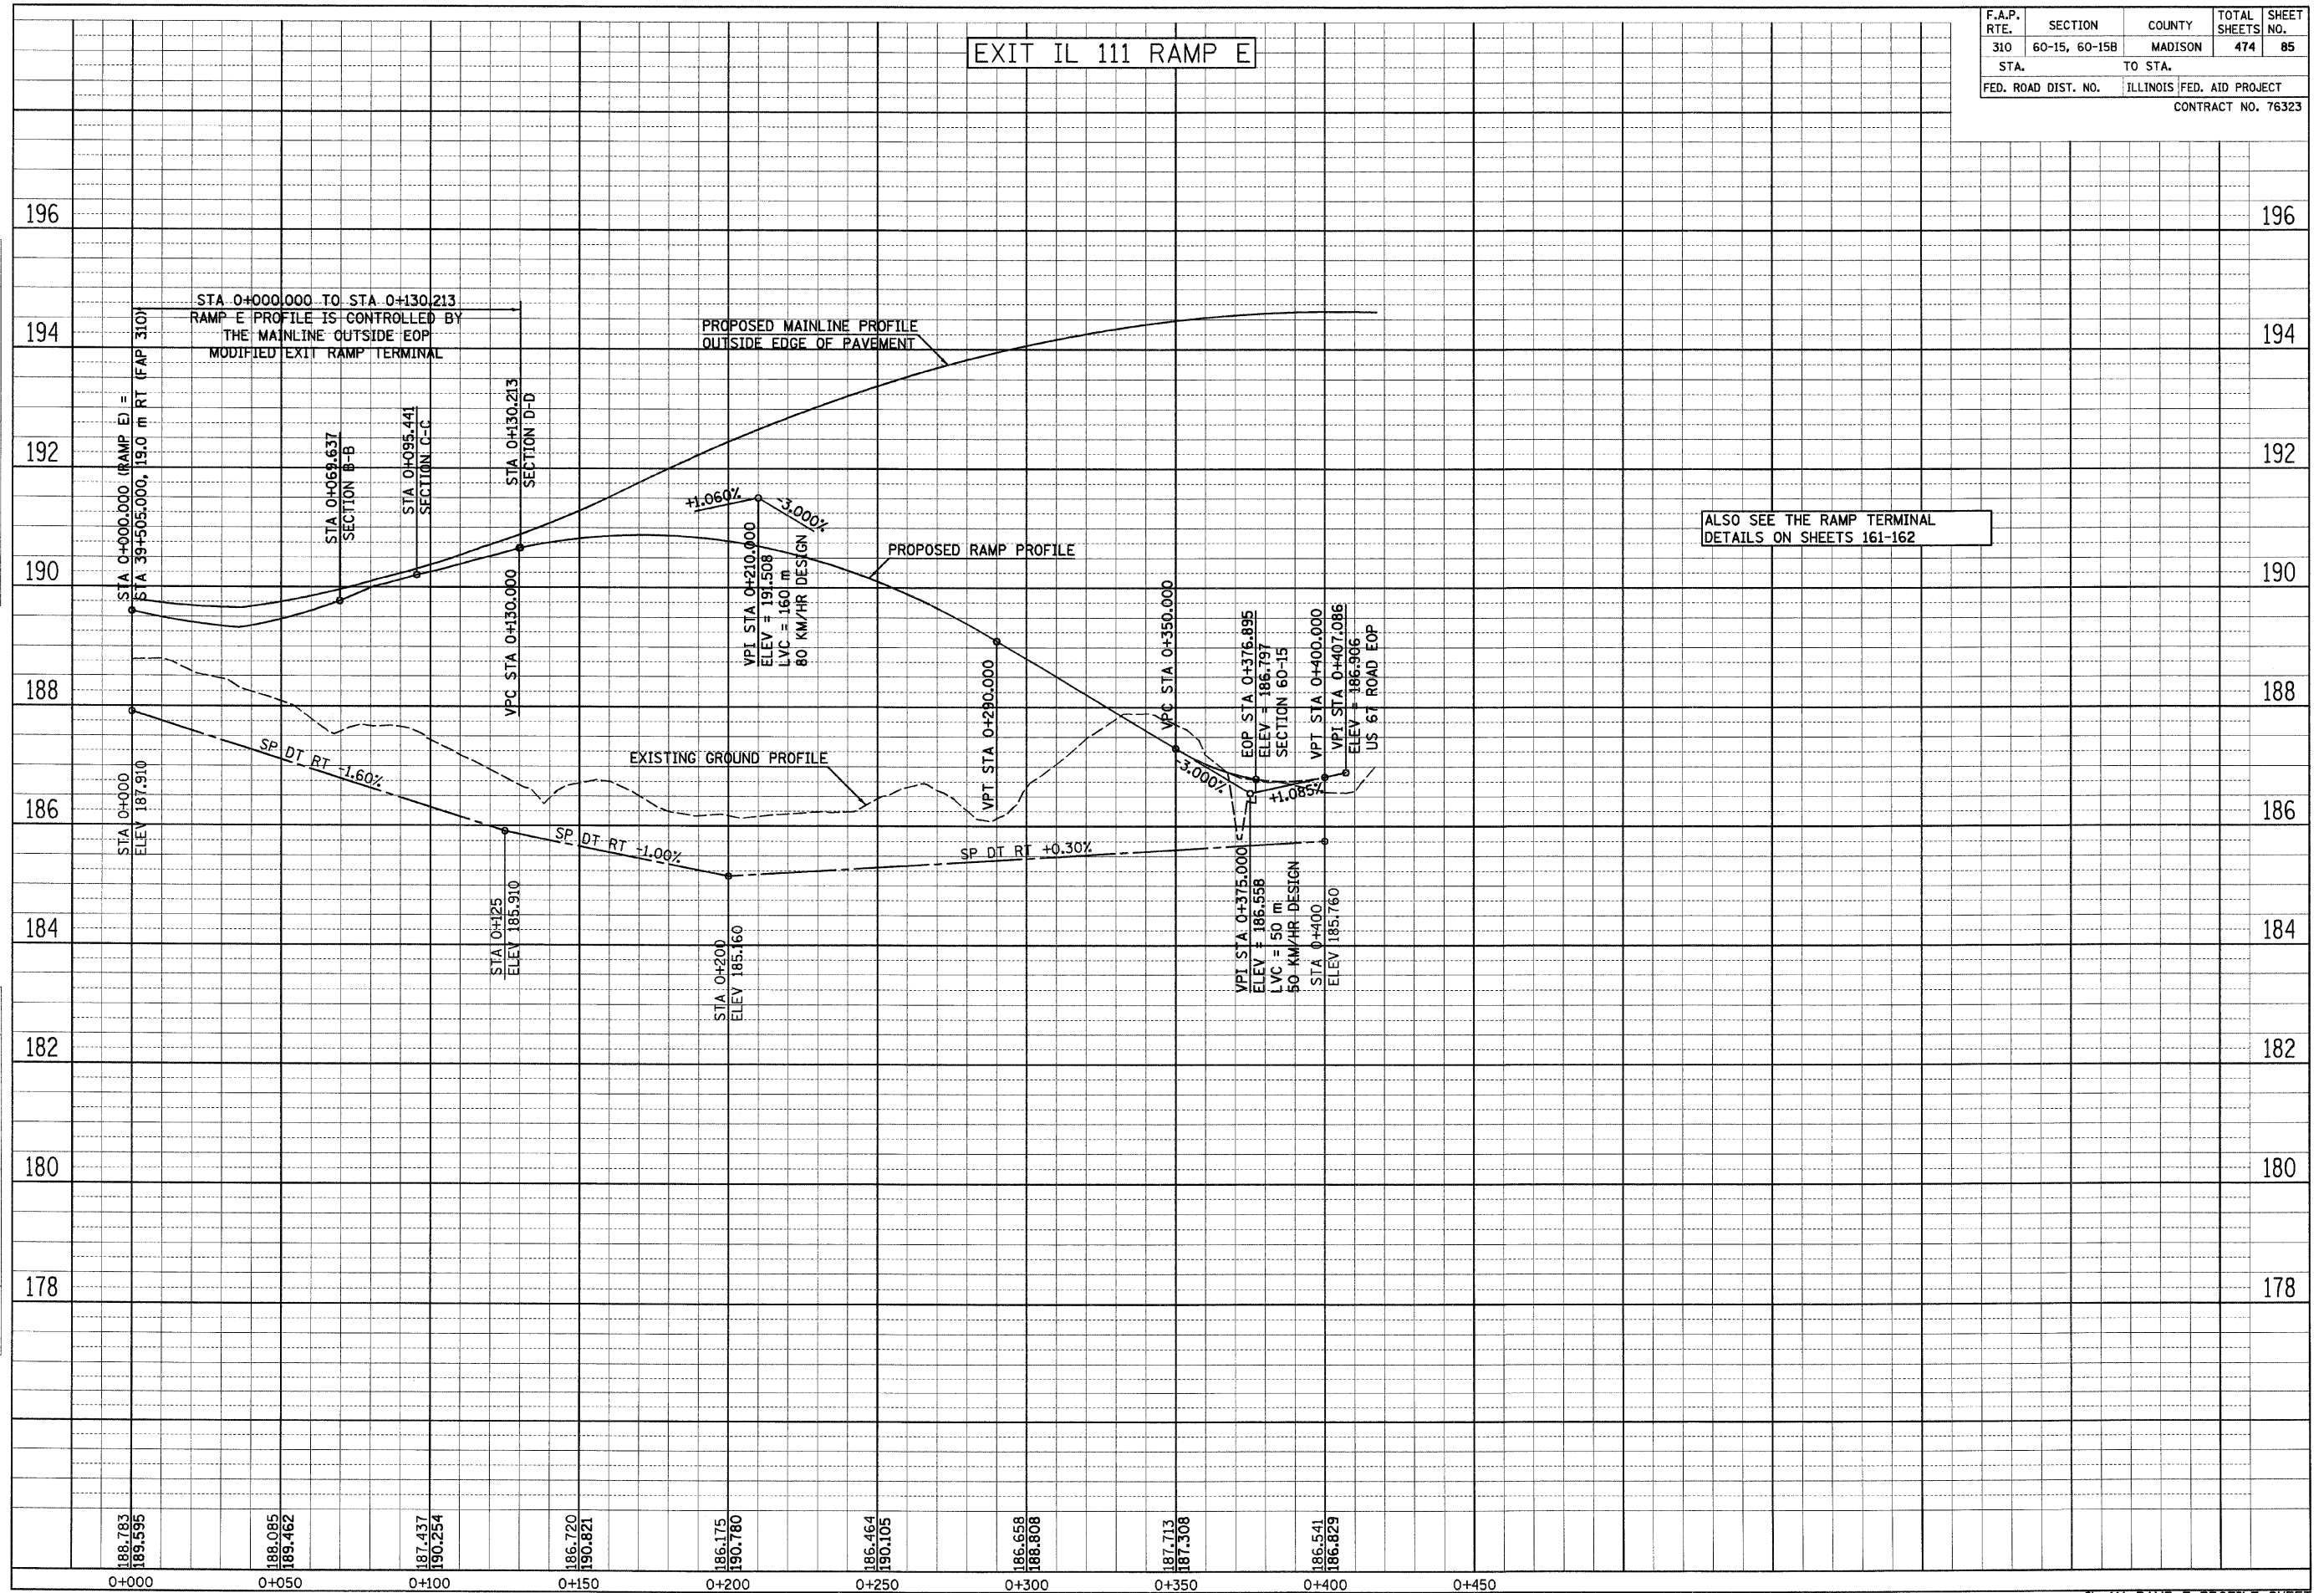 EXIT IL 111 RAMP E
F.A.P. RTE. SECTION COUNTY TOTAL SHEETS SHEET NO.
310 60-15, 60-15B MADISON 474 85
STA. TO STA.
FED. ROAD DIST. NO. ILLINOIS FED. AID PROJECT
CONTRACT NO. 76323
196 196
194 194
192 192
190 190
188 188
186 186
184 184
182 182
180 180
178 178
STA 0+000.000 TO STA 0+130.213
RAMP E PROFILE IS CONTROLLED BY
THE MAINLINE OUTSIDE EOP
MODIFIED EXIT RAMP TERMINAL
STA 0+000.000 (RAMP E) =
STA 39+505.000, 19.0 m RT (FAP 310)
STA 0+069.637
SECTION B-B
STA 0+095.441
SECTION C-C
STA 0+130.213
SECTION D-D
VPC STA 0+130.000
PROPOSED MAINLINE PROFILE
OUTSIDE EDGE OF PAVEMENT
+1.060%
-3.000%
VPI STA 0+210.000
ELEV = 191.508
LVC = 160 m
80 KM/HR DESIGN
PROPOSED RAMP PROFILE
ALSO SEE THE RAMP TERMINAL
DETAILS ON SHEETS 161-162
VPT STA 0+290.000
VPC STA 0+350.000
EOP STA 0+376.895
ELEV = 186.797
SECTION 60-15
VPT STA 0+400.000
VPI STA 0+407.086
ELEV = 186.906
US 67 ROAD EOP
EXISTING GROUND PROFILE
-3.000%
+1.085%
STA 0+000
ELEV 187.910
SP DT RT -1.60%
SP DT RT -1.00%
SP DT RT +0.30%
STA 0+125
ELEV 185.910
STA 0+200
ELEV 185.160
VPI STA 0+375.000
ELEV = 186.558
LVC = 50 m
50 KM/HR DESIGN
STA 0+400
ELEV 185.760
188.783
189.595
188.085
189.462
187.437
190.254
186.720
190.821
186.175
190.780
186.464
190.105
186.658
188.808
187.713
187.308
186.541
186.829
0+000 0+050 0+100 0+150 0+200 0+250 0+300 0+350 0+400 0+450